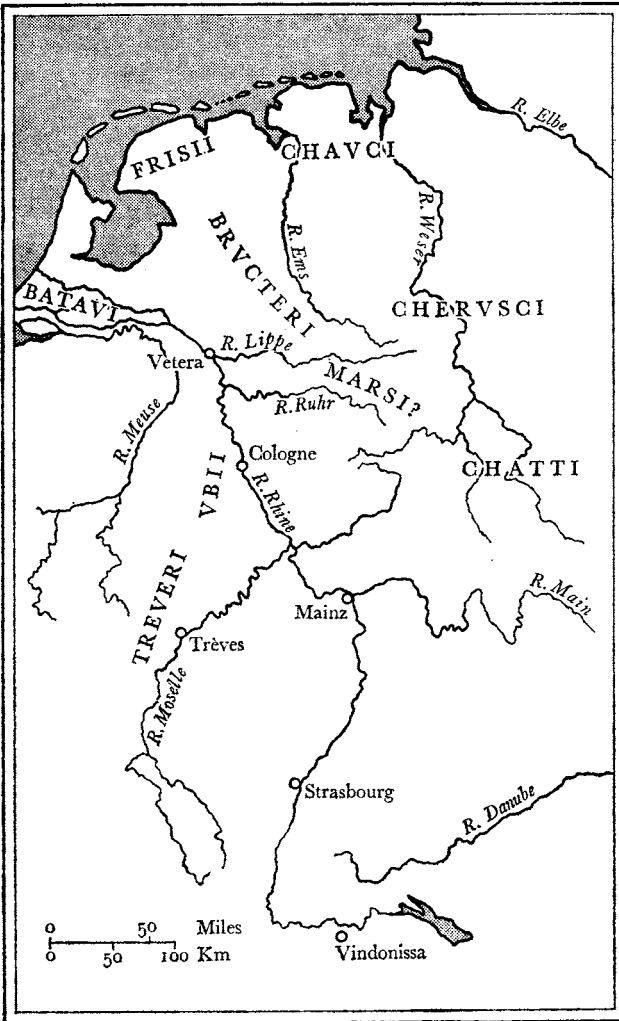 R. Elbe
FRISII
CHAVCI
R. Weser
BRVCTERI
R. Ems
BATAVI
CHERVSCI
R. Lippe
Vetera
MARSI?
R. Ruhr
R. Meuse
Cologne
VBII
CHATTI
R. Rhine
R. Main
Mainz
TREVERI
Trèves
R. Moselle
Strasbourg
R. Danube
0 50 Miles
0 50 100 Km
Vindonissa